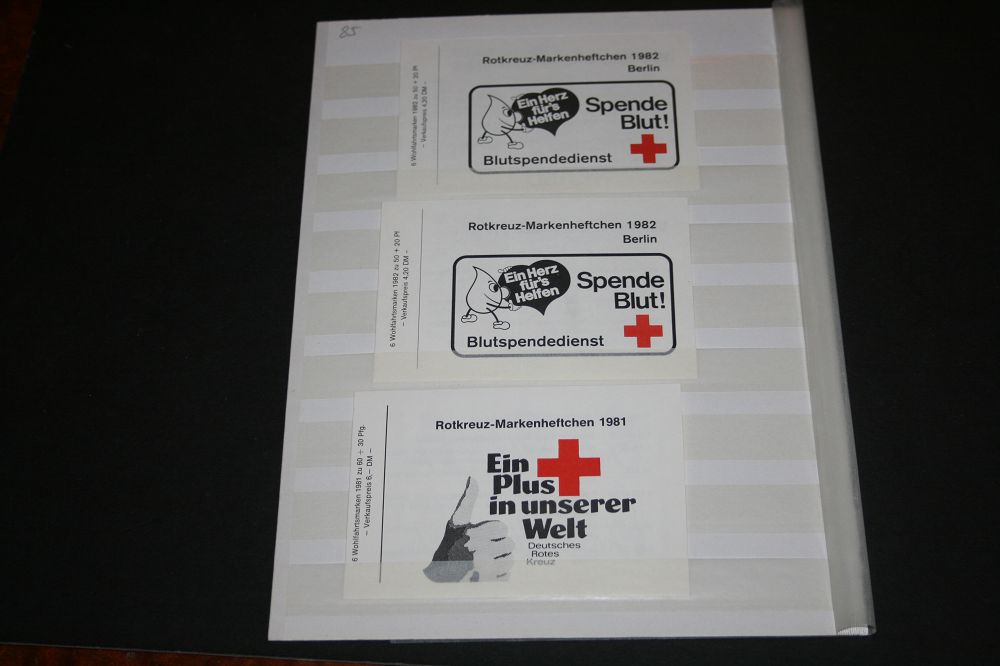 85
Rotkreuz-Markenheftchen 1982
Berlin
6 Wohlfahrtsmarken 1982 zu 50 + 20 Pf
– Verkaufspreis 4,20 DM –
Ein Herz
für's
Helfen
Spende
Blut!
Blutspendedienst
Rotkreuz-Markenheftchen 1982
Berlin
6 Wohlfahrtsmarken 1982 zu 50 + 20 Pf
– Verkaufspreis 4,20 DM –
Ein Herz
für's
Helfen
Spende
Blut!
Blutspendedienst
Rotkreuz-Markenheftchen 1981
6 Wohlfahrtsmarken 1981 zu 60 + 30 Pfg.
– Verkaufspreis 6,– DM –
Ein
Plus
in unserer
Welt
Deutsches
Rotes
Kreuz